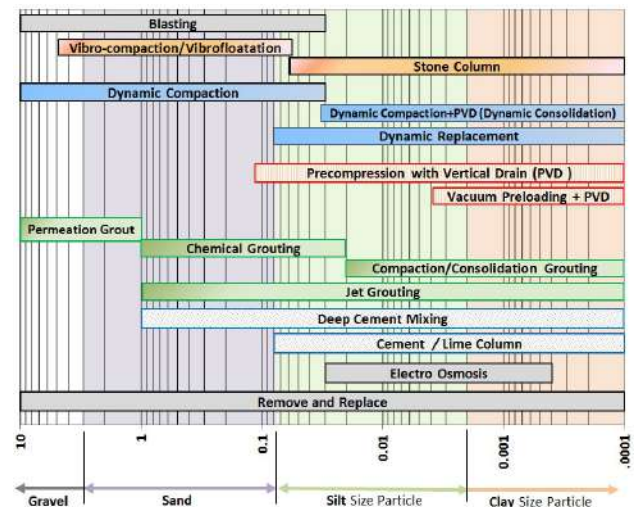 Blasting
Vibro-compaction/Vibrofloatation
Stone Column
Dynamic Compaction
Dynamic Compaction+PVD (Dynamic Consolidation)
Dynamic Replacement
Precompression with Vertical Drain (PVD )
Vacuum Preloading + PVD
Permeation Grout
Chemical Grouting
Compaction/Consolidation Grouting
Jet Grouting
Deep Cement Mixing
Cement / Lime Column
Electro Osmosis
Remove and Replace
10 1 0.1 0.01 0.001 .0001
Gravel Sand Silt Size Particle Clay Size Particle